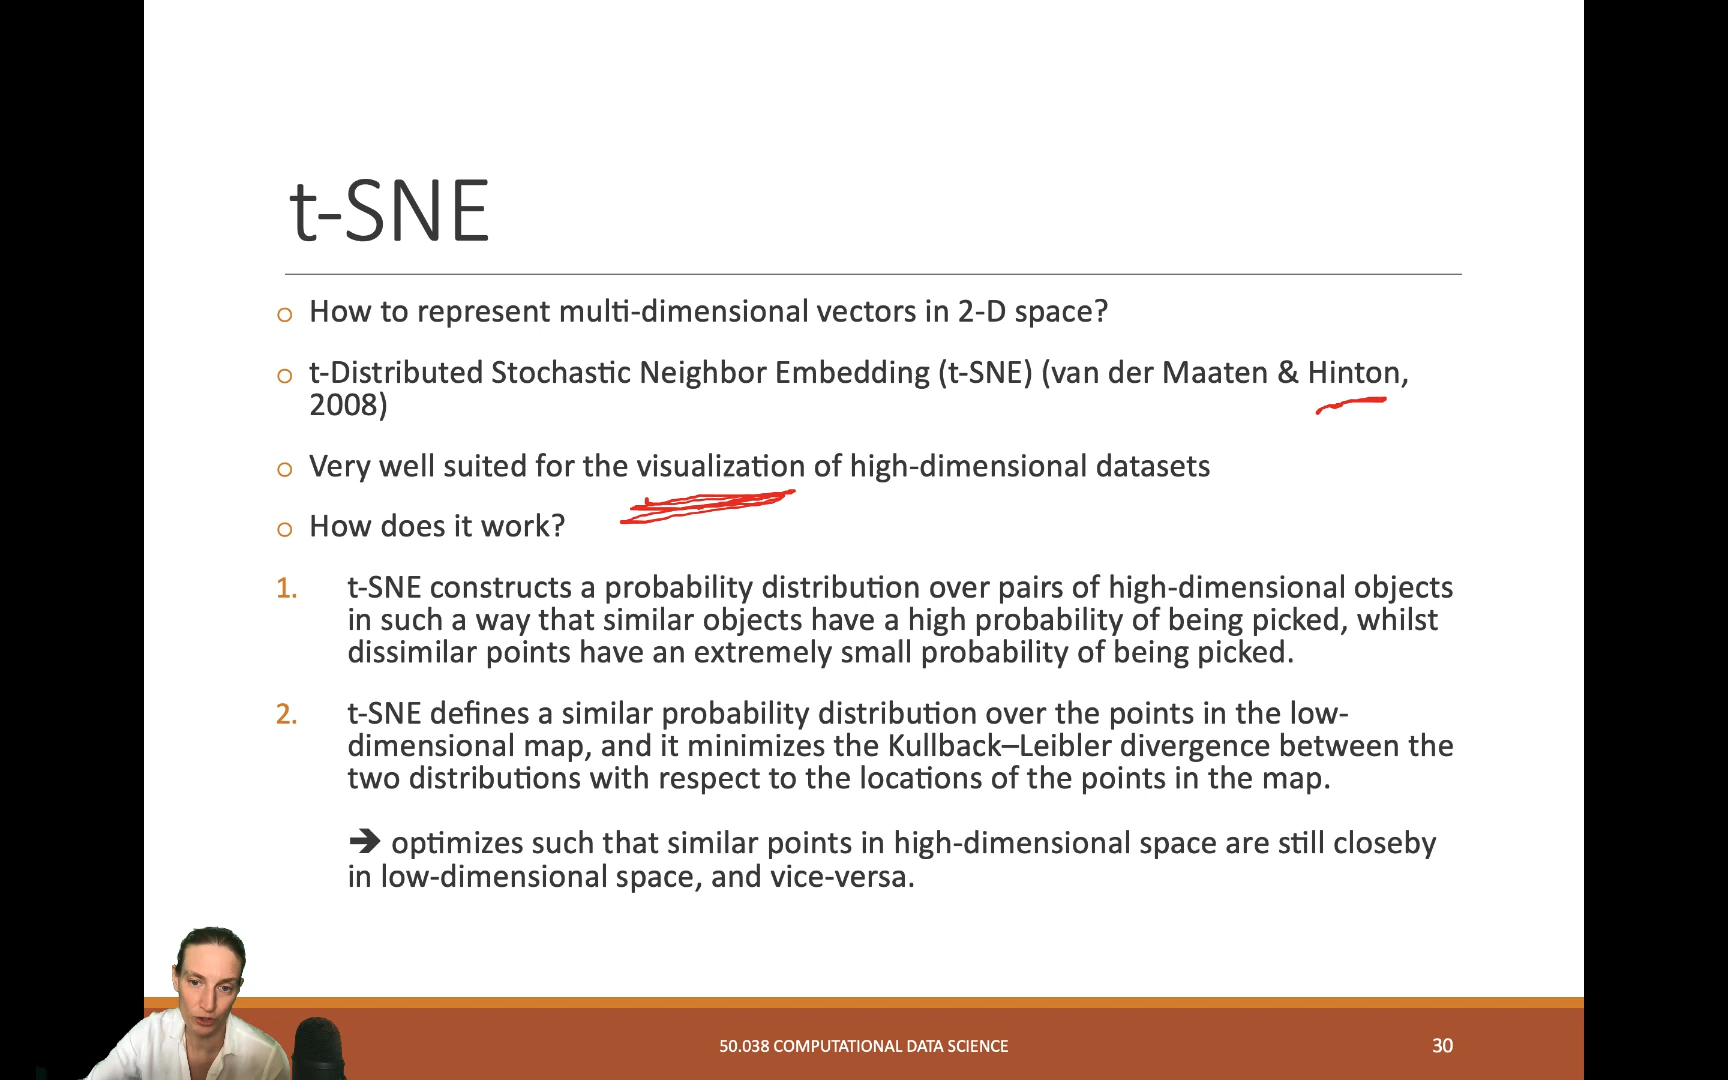 t-SNE
How to represent multi-dimensional vectors in 2-D space?
t-Distributed Stochastic Neighbor Embedding (t-SNE) (van der Maaten & Hinton,
2008)
Very well suited for the visualization of high-dimensional datasets
How does it work?
1. t-SNE constructs a probability distribution over pairs of high-dimensional objects
in such a way that similar objects have a high probability of being picked, whilst
dissimilar points have an extremely small probability of being picked.
2. t-SNE defines a similar probability distribution over the points in the low-
dimensional map, and it minimizes the Kullback–Leibler divergence between the
two distributions with respect to the locations of the points in the map.
➔ optimizes such that similar points in high-dimensional space are still closeby
in low-dimensional space, and vice-versa.
50.038 COMPUTATIONAL DATA SCIENCE
30